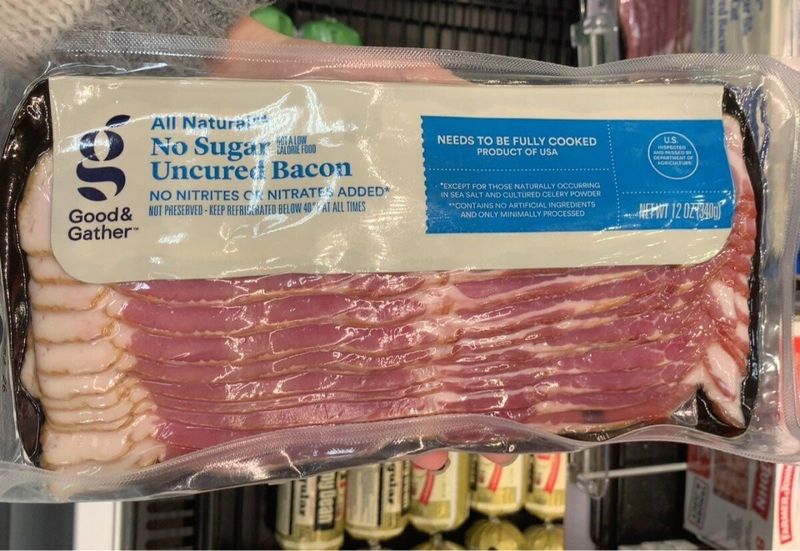 All Natural**
No Sugar NOT A LOW
CALORIE FOOD
Uncured Bacon
NO NITRITES OR NITRATES ADDED*
NOT PRESERVED - KEEP REFRIGERATED BELOW 40°F AT ALL TIMES
g
Good&
Gather™
NEEDS TO BE FULLY COOKED
PRODUCT OF USA
*EXCEPT FOR THOSE NATURALLY OCCURRING
IN SEA SALT AND CULTURED CELERY POWDER
**CONTAINS NO ARTIFICIAL INGREDIENTS
AND ONLY MINIMALLY PROCESSED
U.S.
INSPECTED
AND PASSED BY
DEPARTMENT OF
AGRICULTURE
NET WT 12 OZ (340g)